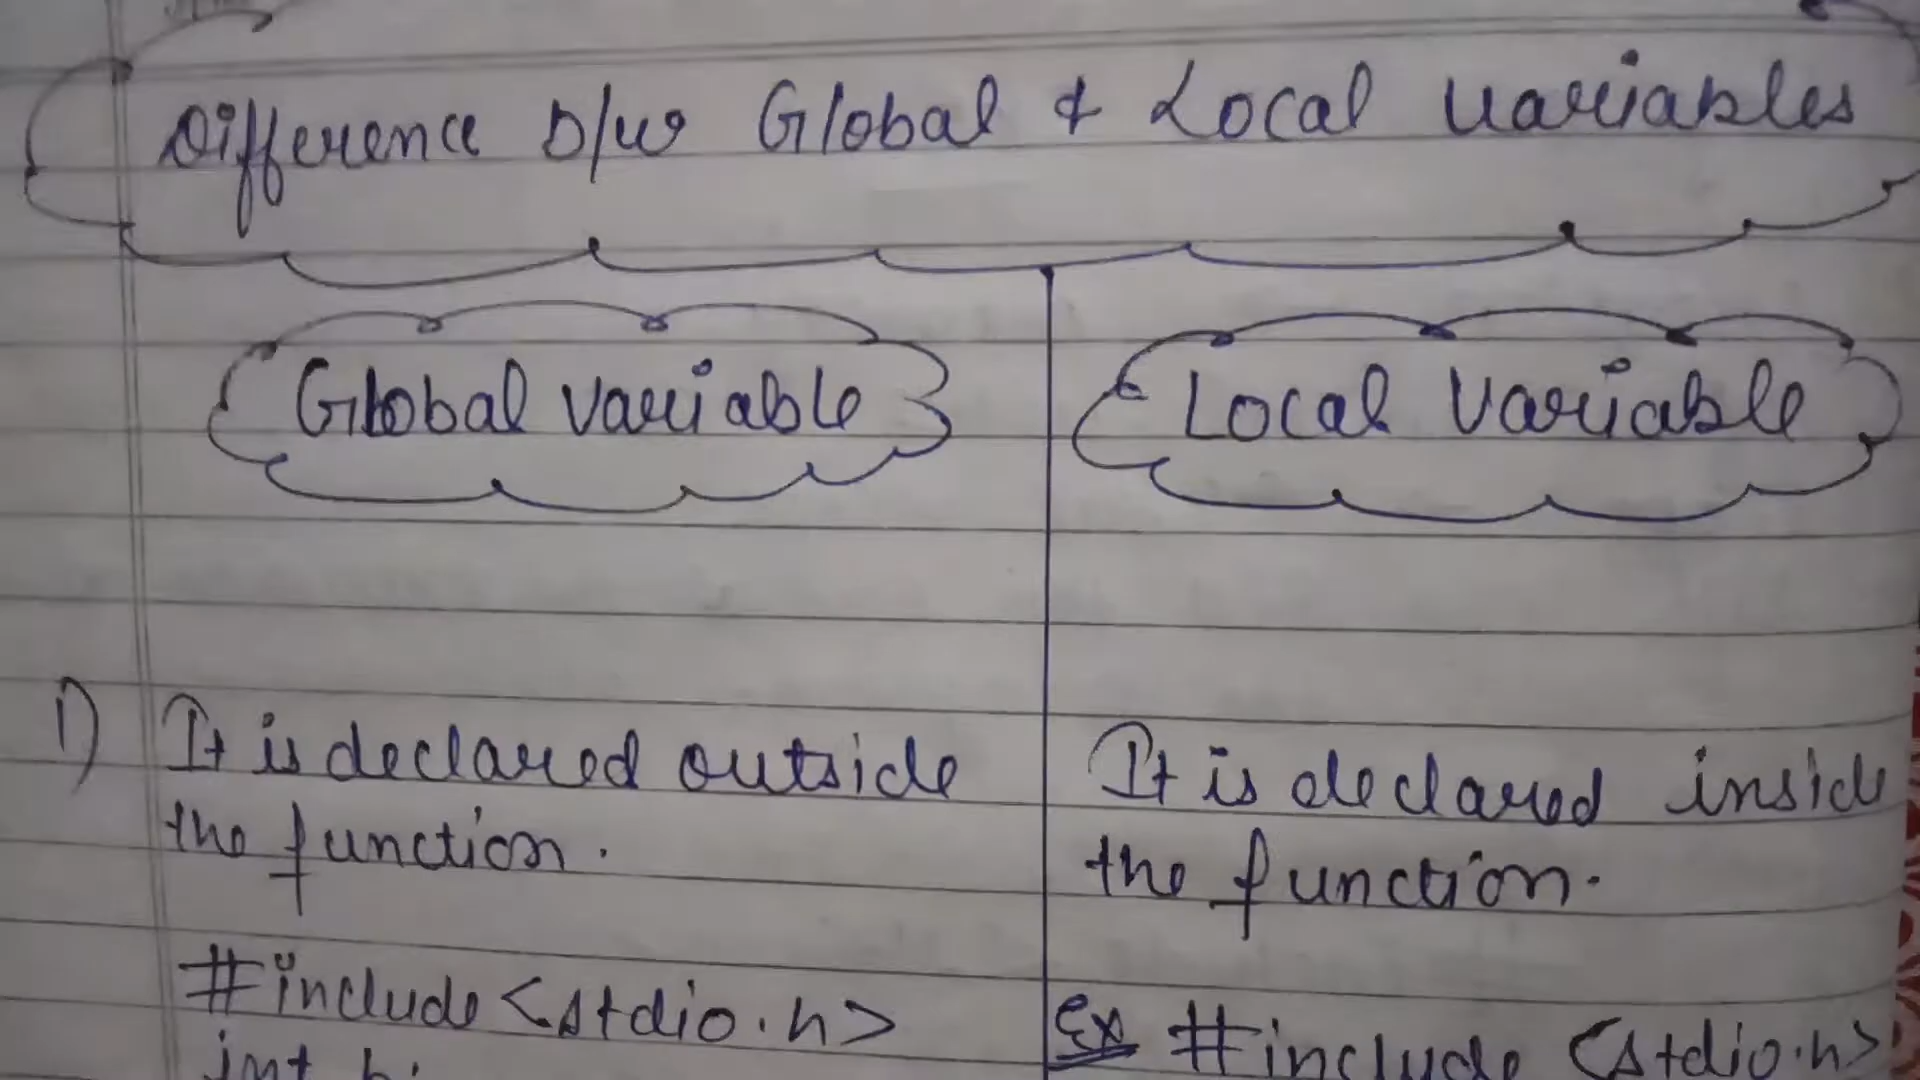 Difference b/w Global & Local variables
Global variable
Local Variable
1) It is declared outside
the function.
#include <stdio.h>
int b;
It is declared inside
the function.
Ex #include <stdio.h>